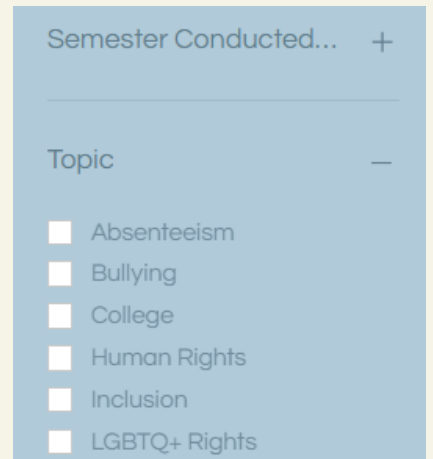 Semester Conducted... +
Topic –
Absenteeism
Bullying
College
Human Rights
Inclusion
LGBTQ+ Rights